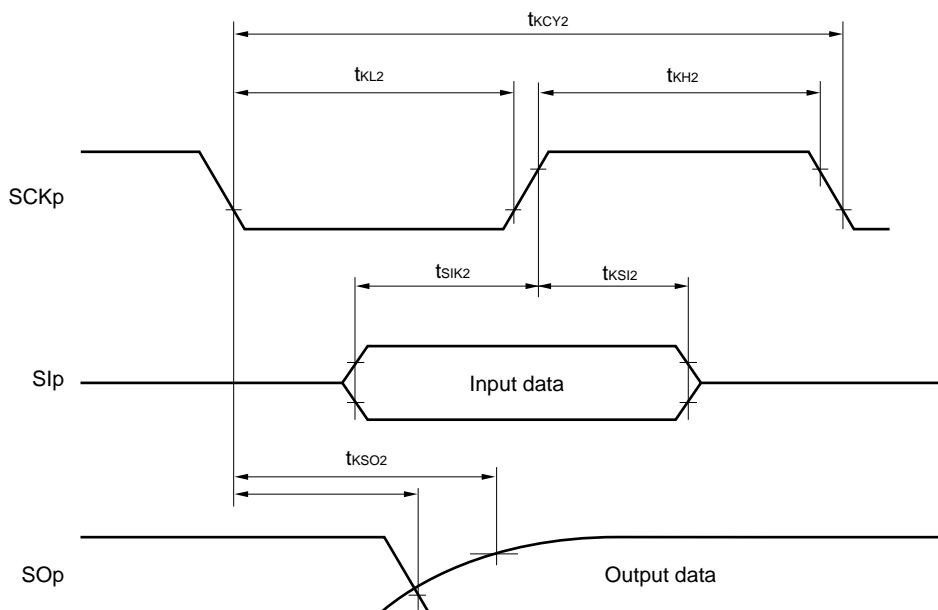 tKCY2
tKL2
tKH2
SCKp
tSIK2
tKSI2
SIp
Input data
tKSO2
SOp
Output data